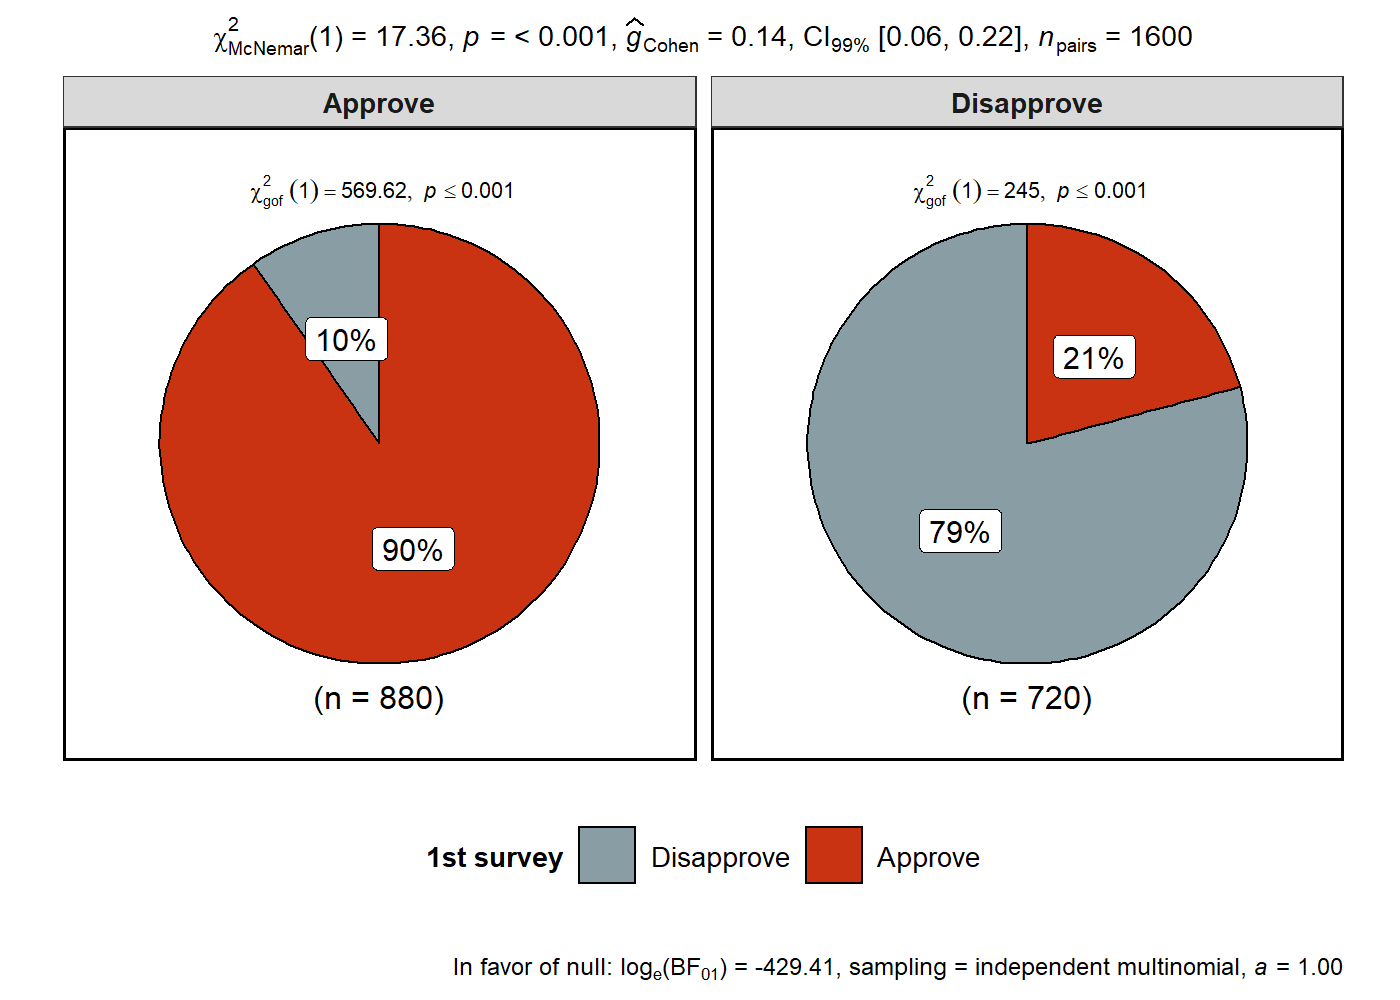 χ²McNemar(1) = 17.36, p = < 0.001, ĝCohen = 0.14, CI99% [0.06, 0.22], npairs = 1600
Approve
Disapprove
χ²gof (1) = 569.62, p ≤ 0.001
χ²gof (1) = 245, p ≤ 0.001
10%
90%
21%
79%
(n = 880)
(n = 720)
1st survey Disapprove Approve
In favor of null: loge(BF01) = -429.41, sampling = independent multinomial, a = 1.00